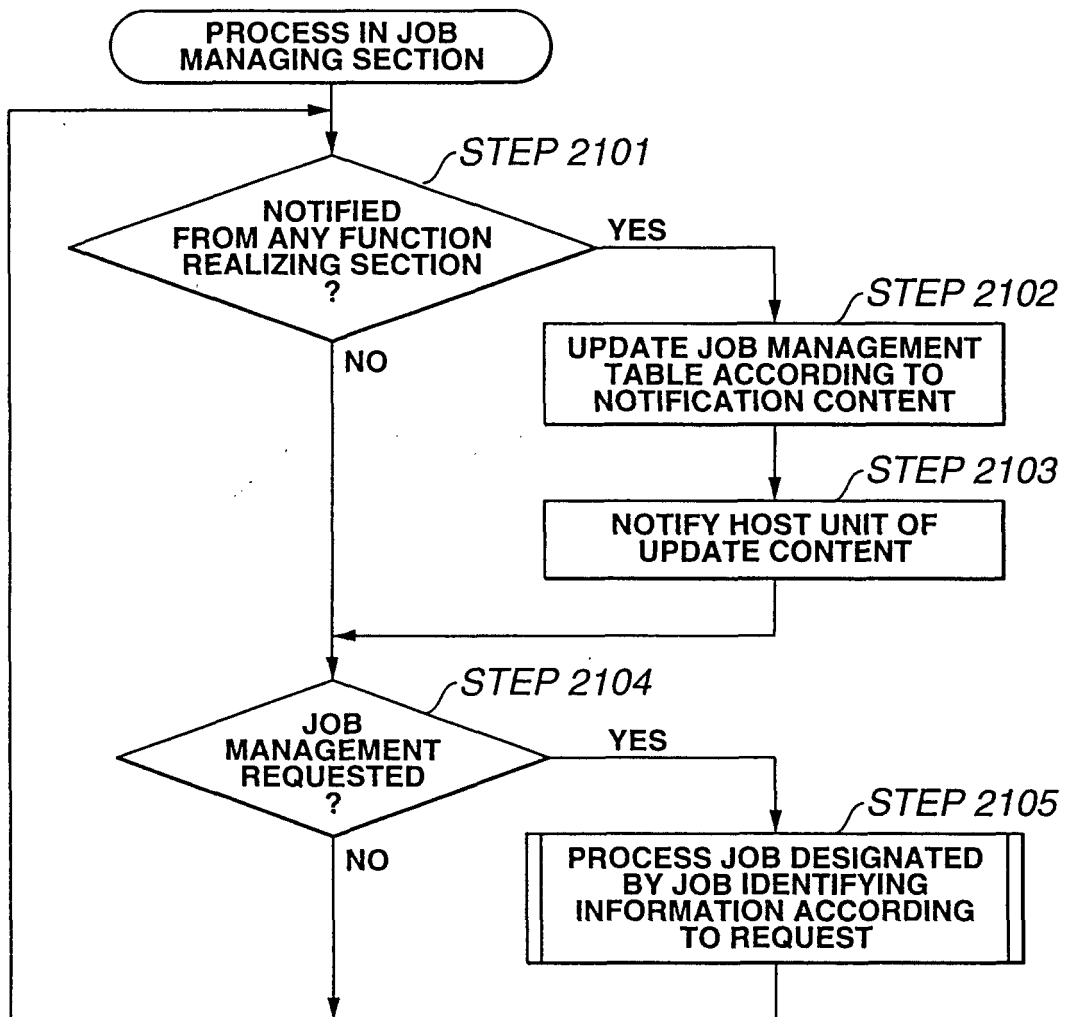 PROCESS IN JOB
MANAGING SECTION
STEP 2101
NOTIFIED
FROM ANY FUNCTION
REALIZING SECTION
?
YES
NO
STEP 2102
UPDATE JOB MANAGEMENT
TABLE ACCORDING TO
NOTIFICATION CONTENT
STEP 2103
NOTIFY HOST UNIT OF
UPDATE CONTENT
STEP 2104
JOB
MANAGEMENT
REQUESTED
?
YES
NO
STEP 2105
PROCESS JOB DESIGNATED
BY JOB IDENTIFYING
INFORMATION ACCORDING
TO REQUEST